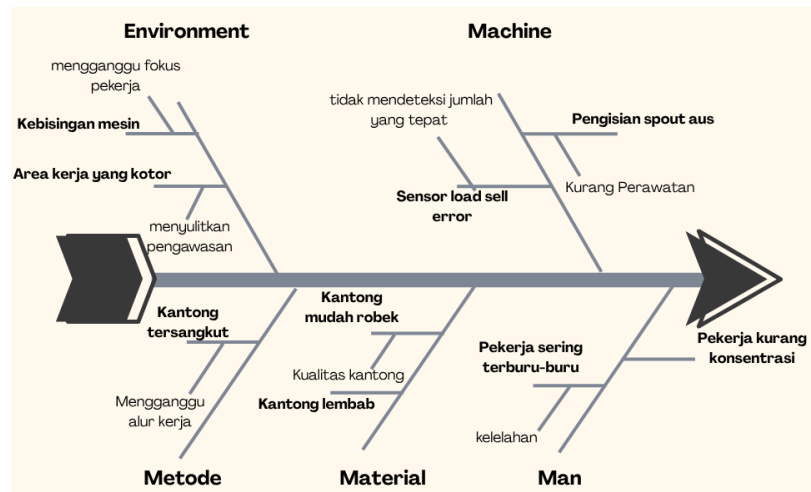 Environment
Machine
mengganggu fokus
pekerja
Kebisingan mesin
Area kerja yang kotor
menyulitkan
pengawasan
tidak mendeteksi jumlah
yang tepat
Pengisian spout aus
Kurang Perawatan
Sensor load sell
error
Kantong
tersangkut
Mengganggu
alur kerja
Kantong
mudah robek
Kualitas kantong
Kantong lembab
Pekerja sering
terburu-buru
kelelahan
Pekerja kurang
konsentrasi
Metode
Material
Man